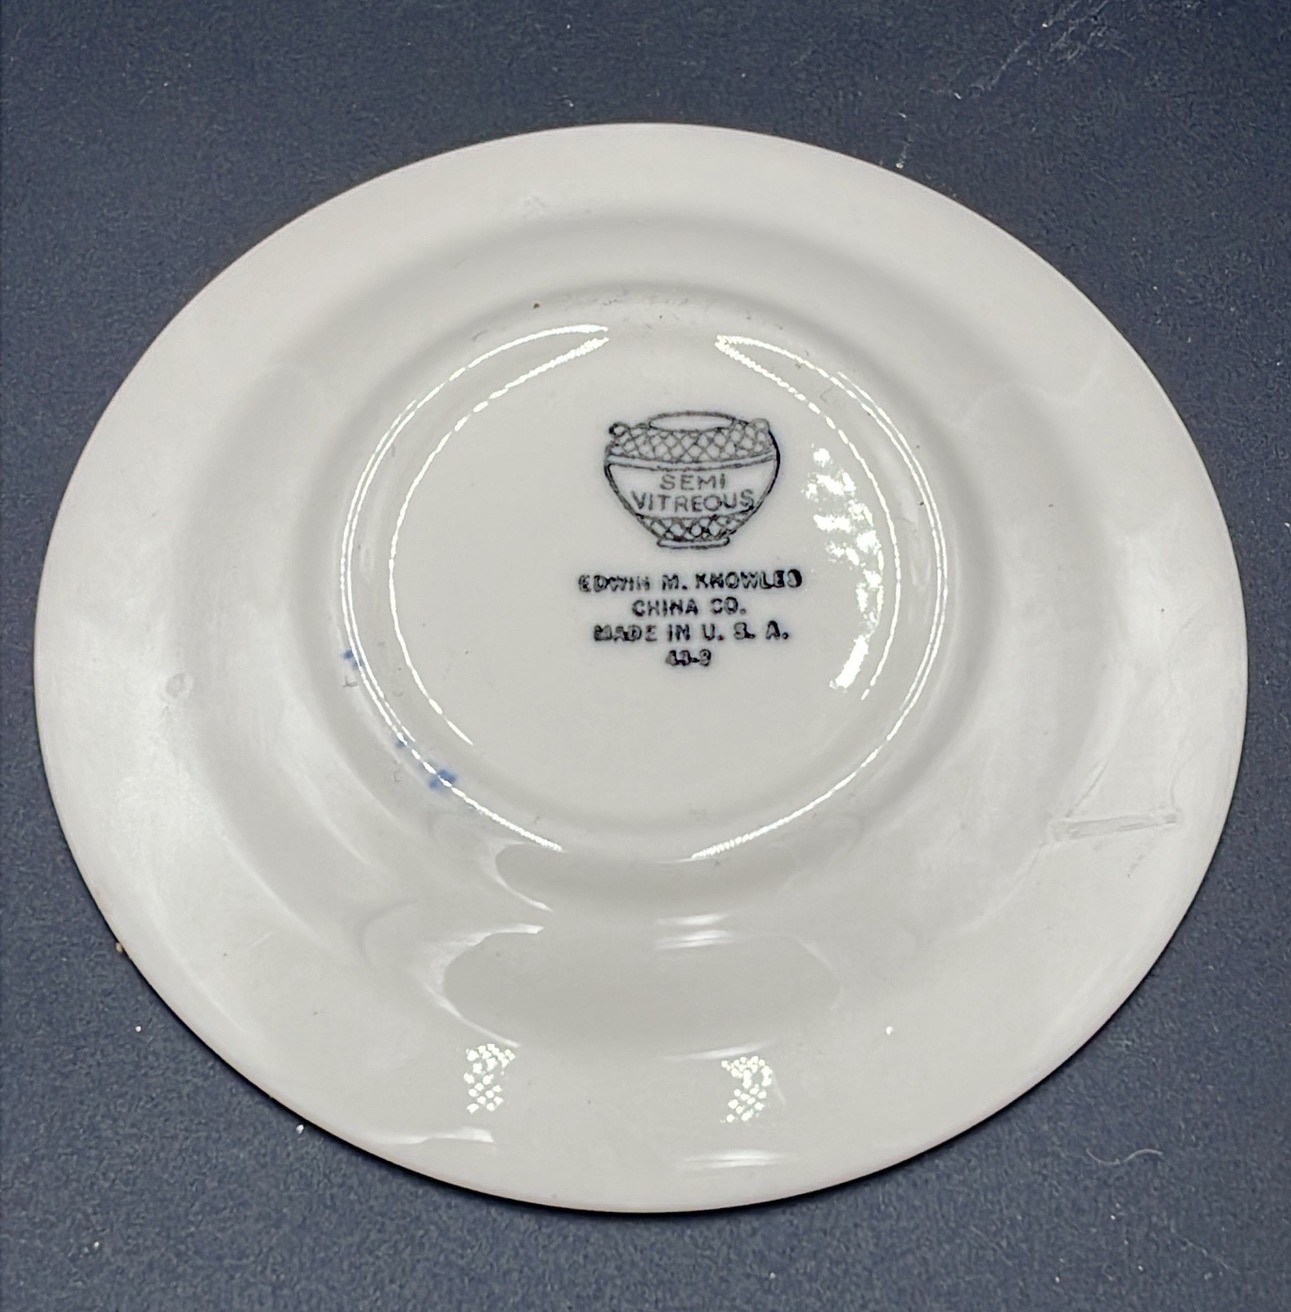 SEMI
VITREOUS
EDWIN M. KNOWLES
CHINA CO.
MADE IN U. S. A.